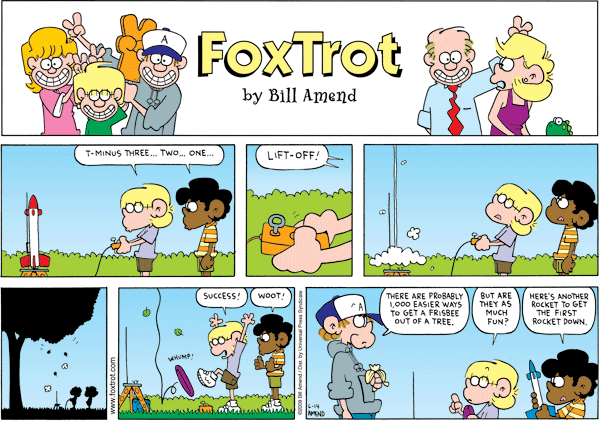 A
FOXTROT
by Bill Amend
T-MINUS THREE... TWO... ONE...
LIFT-OFF!
www.foxtrot.com
SUCCESS!
WOOT!
WHUMP!
©2009 Bill Amend / Dist. by Universal Press Syndicate
A
THERE ARE PROBABLY
1,000 EASIER WAYS
TO GET A FRISBEE
OUT OF A TREE.
BUT ARE
THEY AS
MUCH
FUN?
HERE'S ANOTHER
ROCKET TO GET
THE FIRST
ROCKET DOWN.
6-14
AMEND